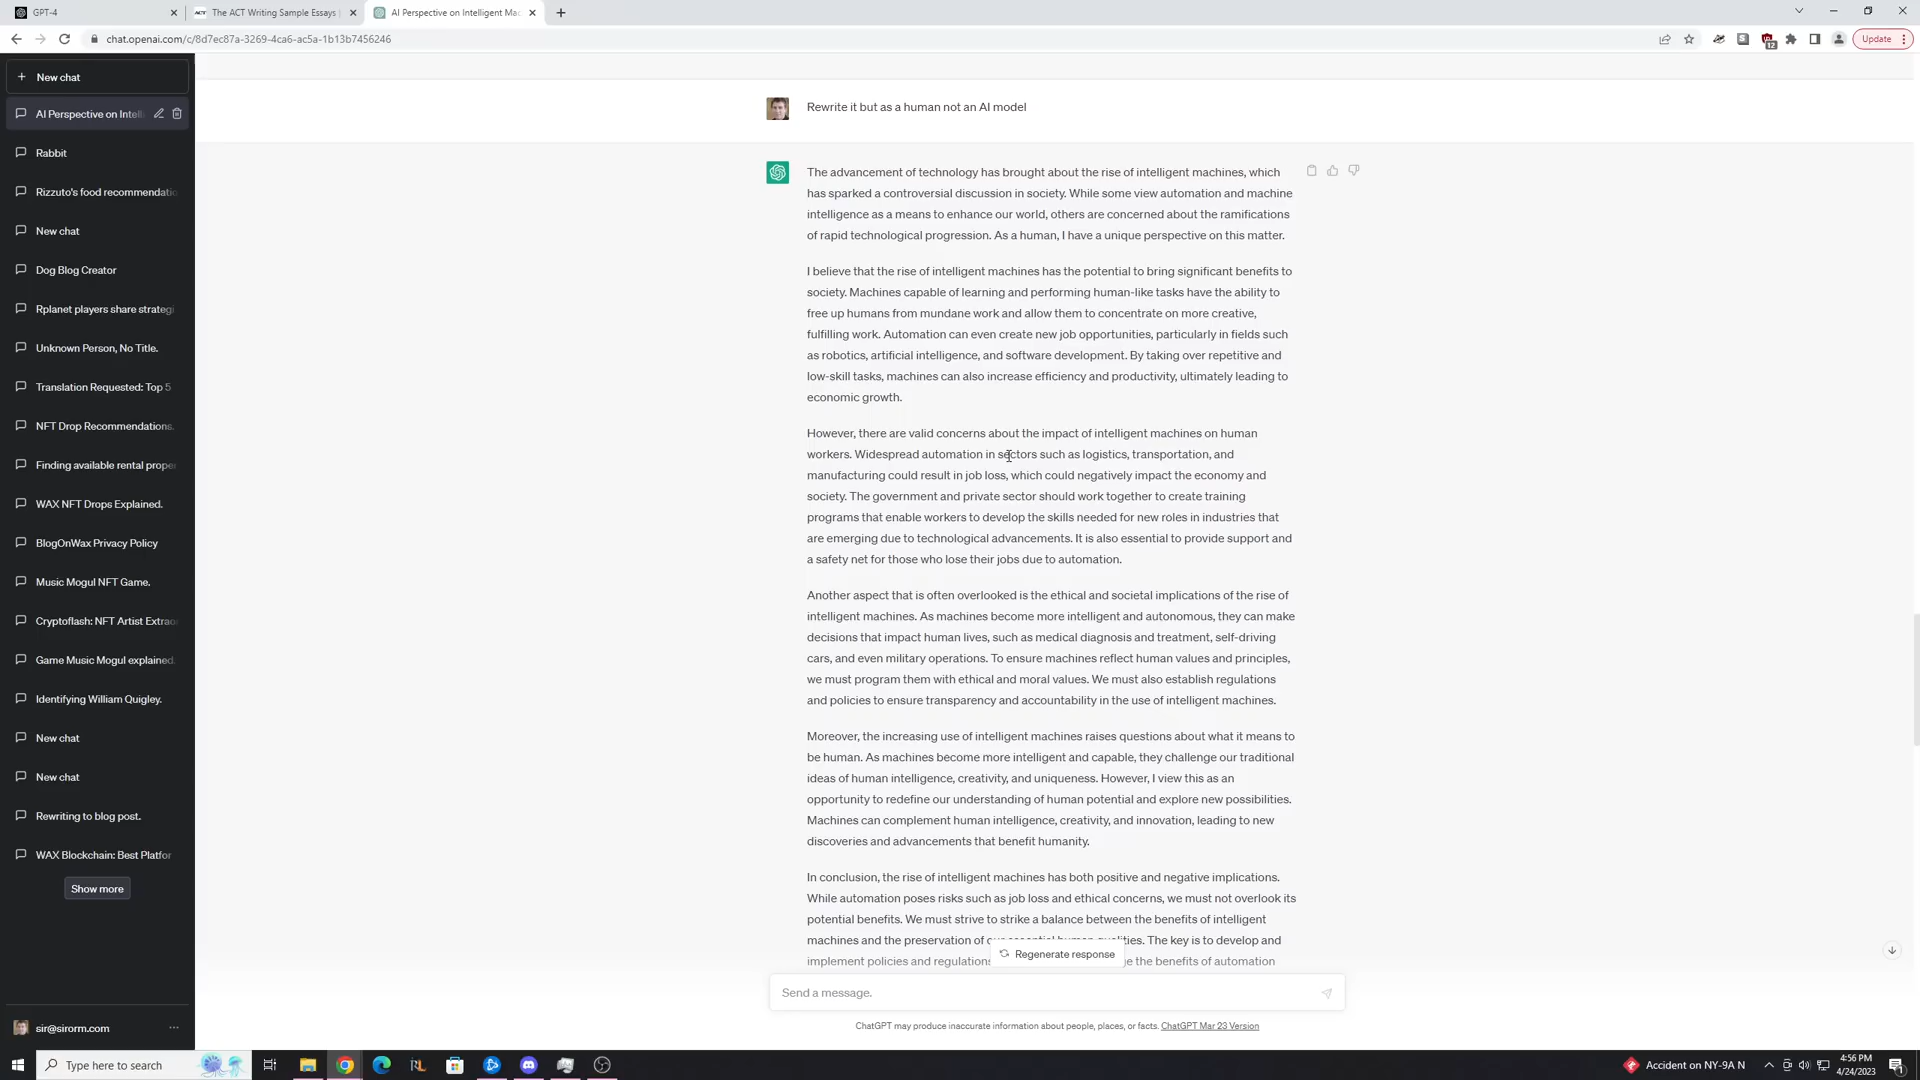 GPT-4
The ACT Writing Sample Essays
AI Perspective on Intelligent Mac
chat.openai.com/c/8d7ec87a-3269-4ca6-ac5a-1b13b7456246
12
Update
New chat
AI Perspective on Intelli
Rabbit
Rizzuto's food recommendatio
New chat
Dog Blog Creator
Rplanet players share strategi
Unknown Person, No Title.
Translation Requested: Top 5
NFT Drop Recommendations.
Finding available rental prope
WAX NFT Drops Explained.
BlogOnWax Privacy Policy
Music Mogul NFT Game.
Cryptoflash: NFT Artist Extrao
Game Music Mogul explained.
Identifying William Quigley.
New chat
New chat
Rewriting to blog post.
WAX Blockchain: Best Platfor
Show more
sir@sirorm.com
Rewrite it but as a human not an AI model
The advancement of technology has brought about the rise of intelligent machines, which
has sparked a controversial discussion in society. While some view automation and machine
intelligence as a means to enhance our world, others are concerned about the ramifications
of rapid technological progression. As a human, I have a unique perspective on this matter.
I believe that the rise of intelligent machines has the potential to bring significant benefits to
society. Machines capable of learning and performing human-like tasks have the ability to
free up humans from mundane work and allow them to concentrate on more creative,
fulfilling work. Automation can even create new job opportunities, particularly in fields such
as robotics, artificial intelligence, and software development. By taking over repetitive and
low-skill tasks, machines can also increase efficiency and productivity, ultimately leading to
economic growth.
However, there are valid concerns about the impact of intelligent machines on human
workers. Widespread automation in sectors such as logistics, transportation, and
manufacturing could result in job loss, which could negatively impact the economy and
society. The government and private sector should work together to create training
programs that enable workers to develop the skills needed for new roles in industries that
are emerging due to technological advancements. It is also essential to provide support and
a safety net for those who lose their jobs due to automation.
Another aspect that is often overlooked is the ethical and societal implications of the rise of
intelligent machines. As machines become more intelligent and autonomous, they can make
decisions that impact human lives, such as medical diagnosis and treatment, self-driving
cars, and even military operations. To ensure machines reflect human values and principles,
we must program them with ethical and moral values. We must also establish regulations
and policies to ensure transparency and accountability in the use of intelligent machines.
Moreover, the increasing use of intelligent machines raises questions about what it means to
be human. As machines become more intelligent and capable, they challenge our traditional
ideas of human intelligence, creativity, and uniqueness. However, I view this as an
opportunity to redefine our understanding of human potential and explore new possibilities.
Machines can complement human intelligence, creativity, and innovation, leading to new
discoveries and advancements that benefit humanity.
In conclusion, the rise of intelligent machines has both positive and negative implications.
While automation poses risks such as job loss and ethical concerns, we must not overlook its
potential benefits. We must strive to strike a balance between the benefits of intelligent
machines and the preservation of our essential human qualities. The key is to develop and
implement policies and regulations e the benefits of automation
Regenerate response
Send a message.
ChatGPT may produce inaccurate information about people, places, or facts. ChatGPT Mar 23 Version
Type here to search
Accident on NY-9A N
4:56 PM
4/24/2023